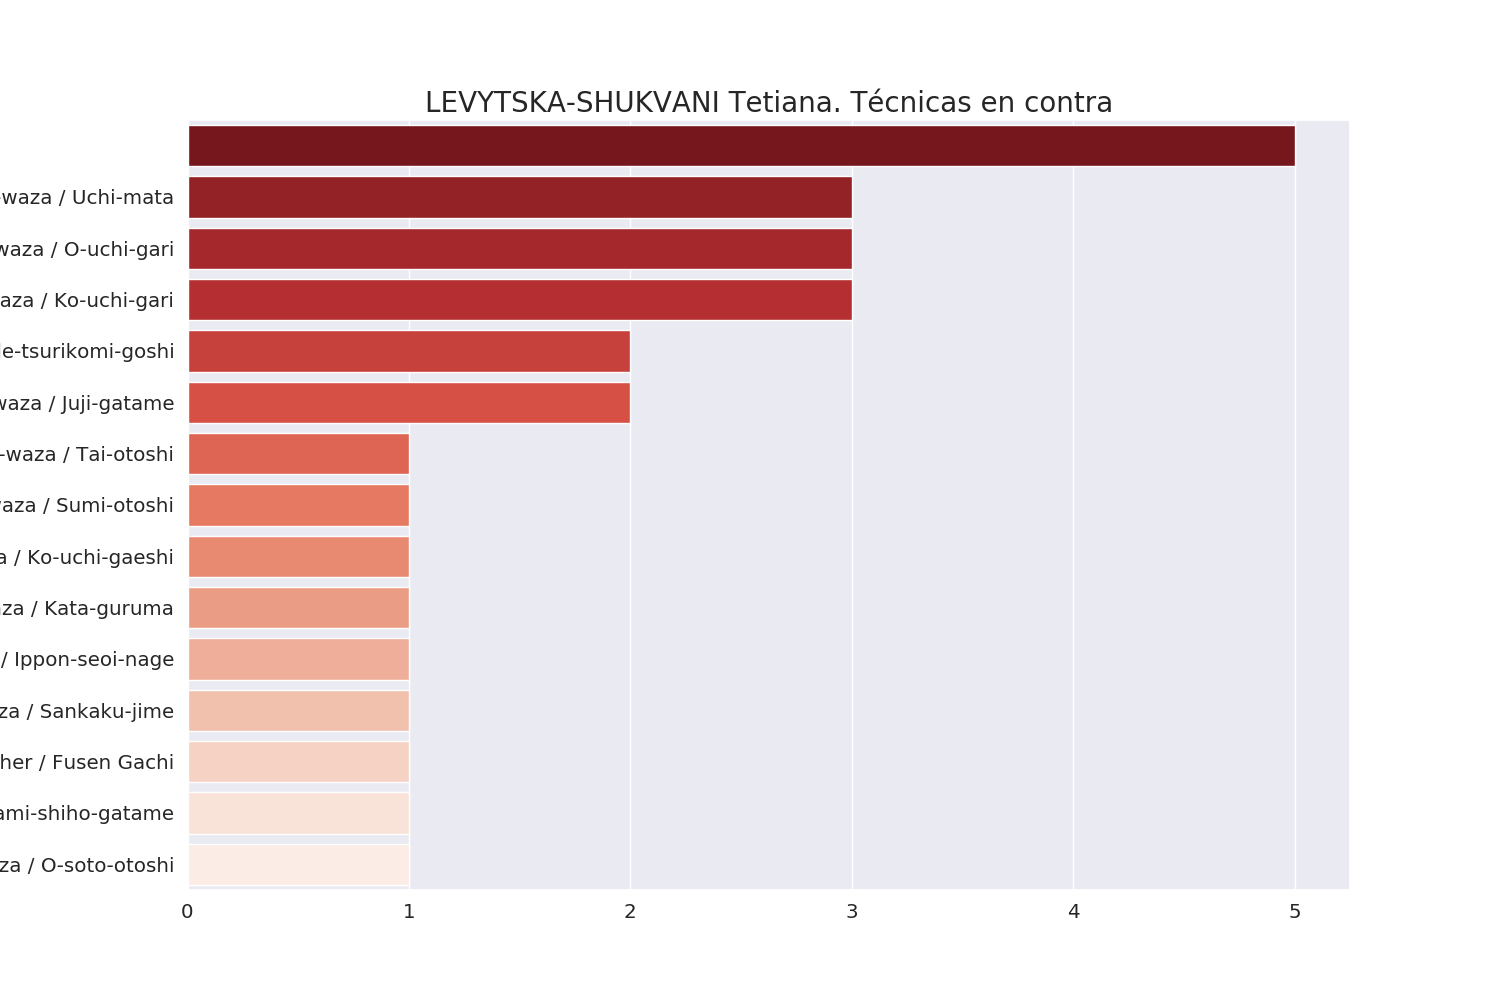 LEVYTSKA-SHUKVANI Tetiana. Técnicas en contra
-waza / Uchi-mata
waza / O-uchi-gari
aza / Ko-uchi-gari
de-tsurikomi-goshi
waza / Juji-gatame
-waza / Tai-otoshi
waza / Sumi-otoshi
a / Ko-uchi-gaeshi
aza / Kata-guruma
/ Ippon-seoi-nage
za / Sankaku-jime
her / Fusen Gachi
ami-shiho-gatame
za / O-soto-otoshi
0 1 2 3 4 5